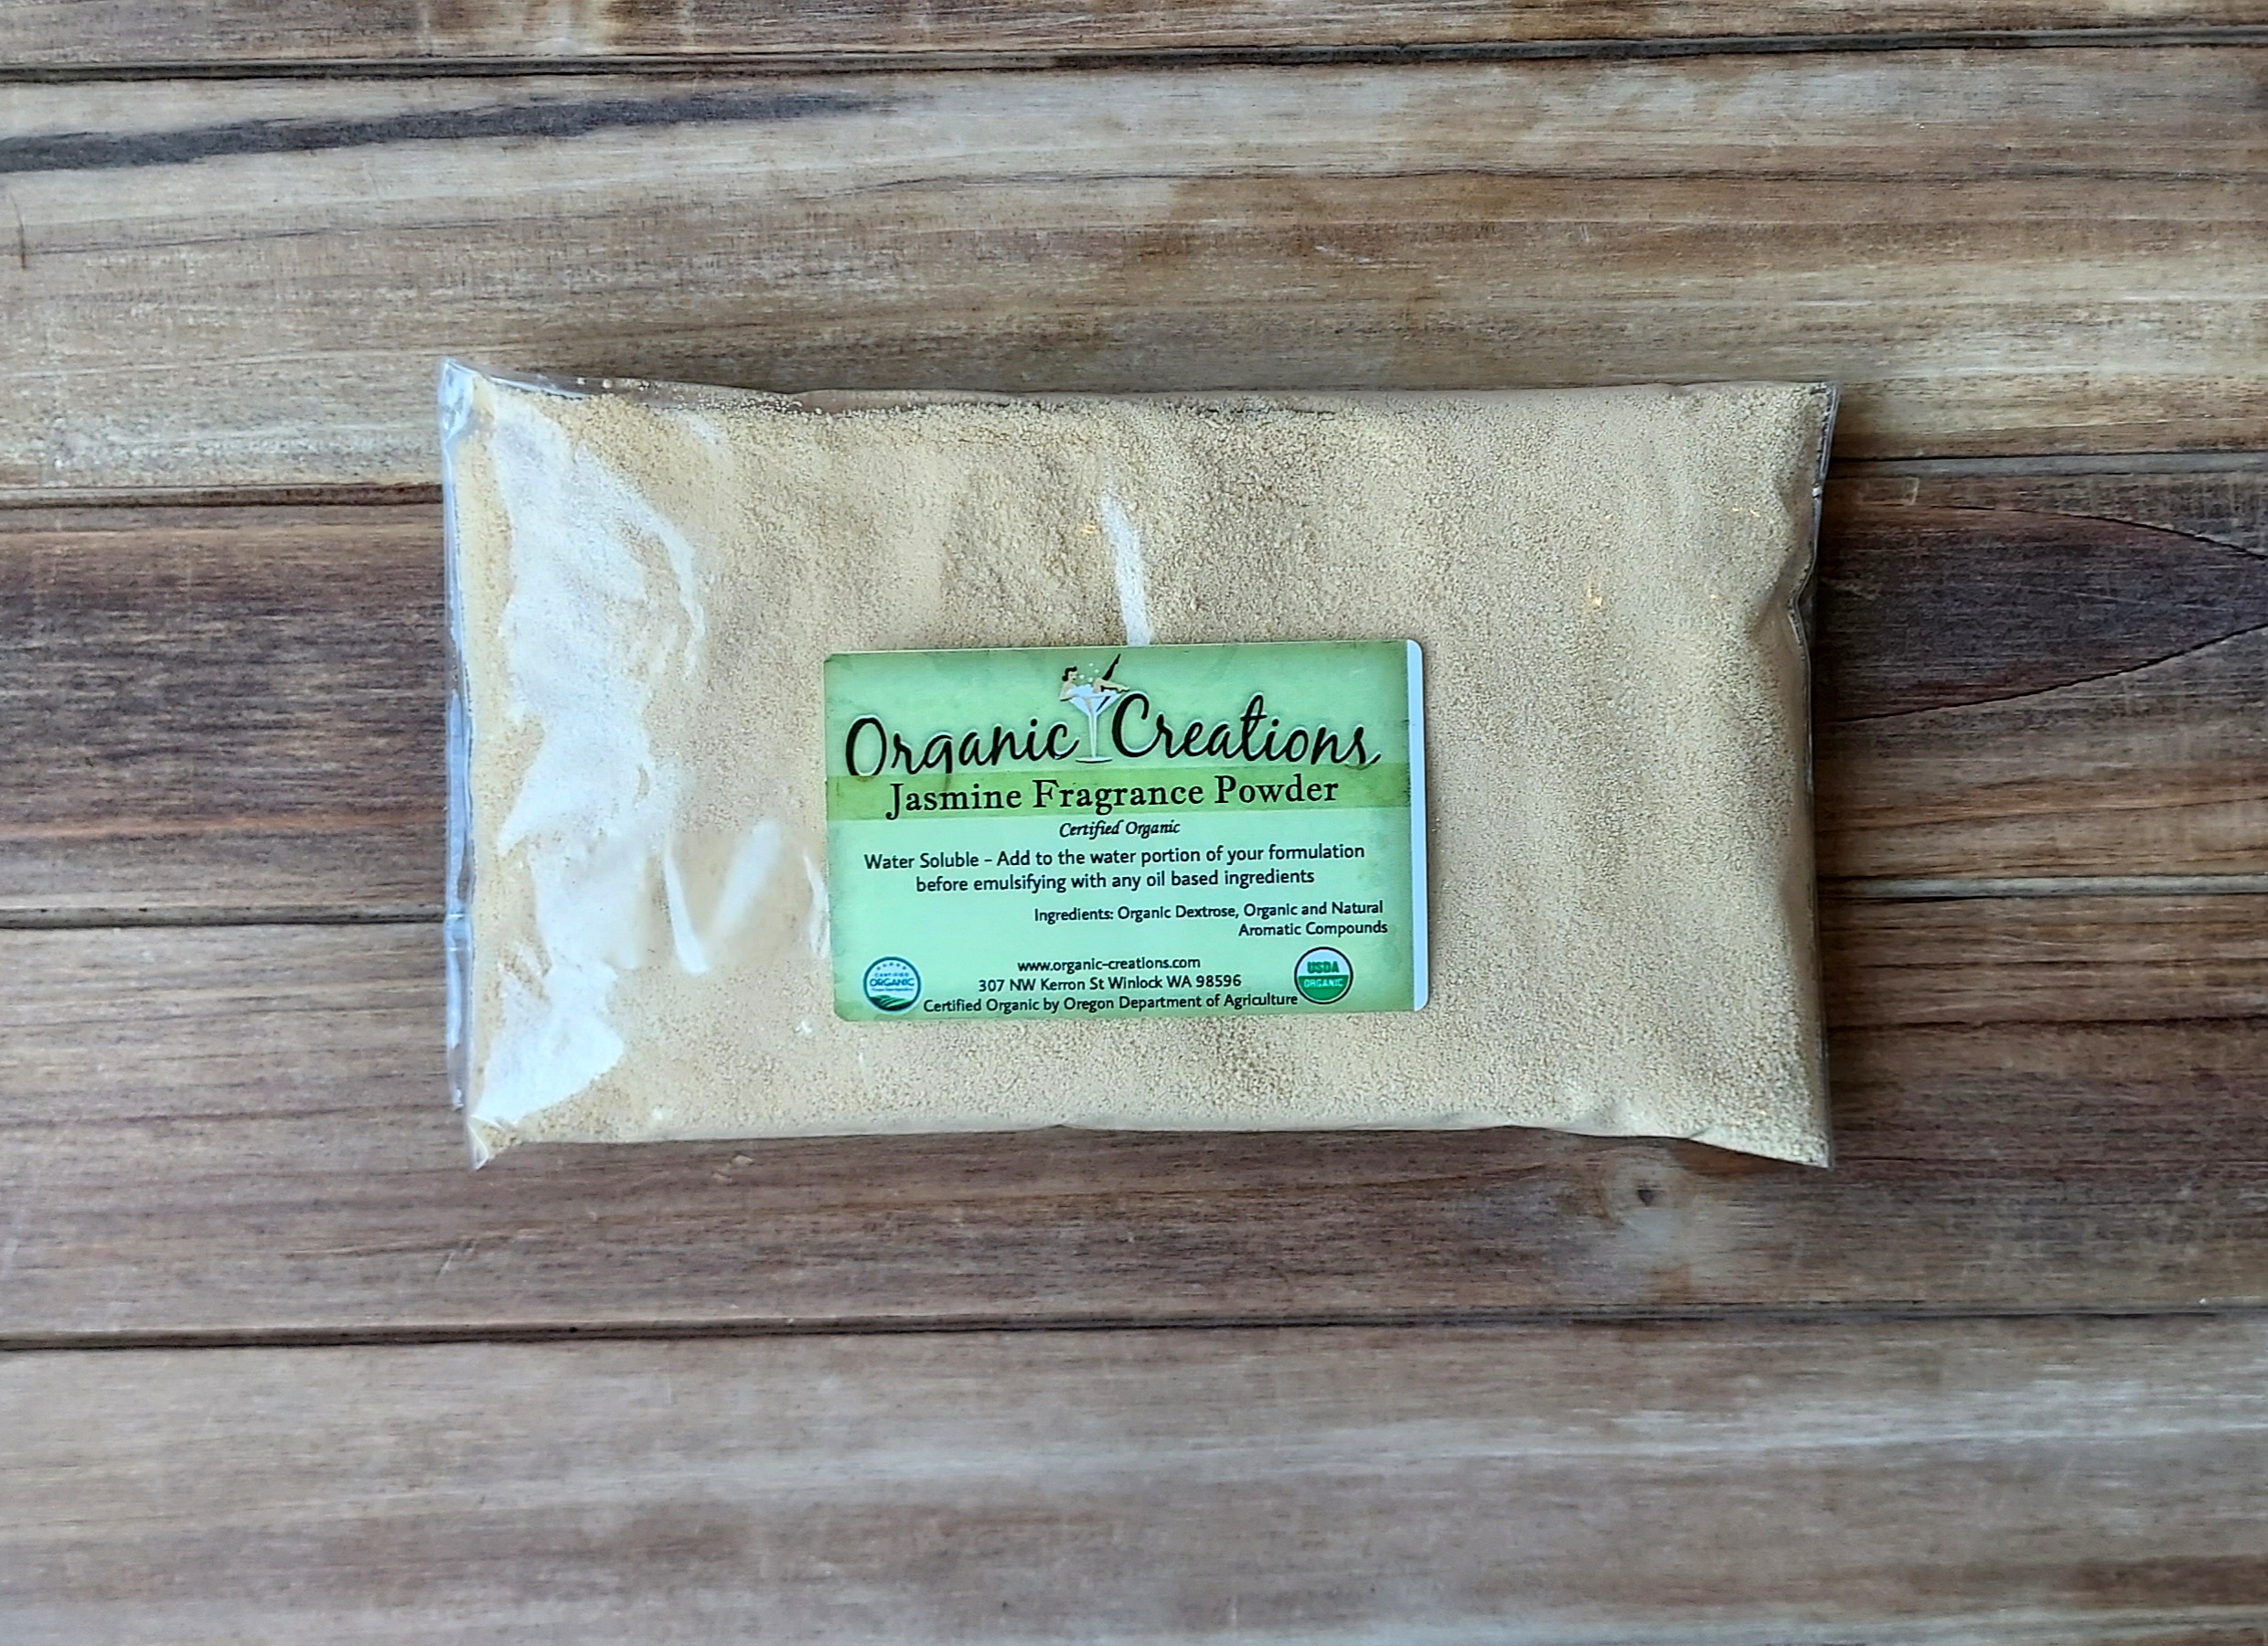 Organic Creations
Jasmine Fragrance Powder
Certified Organic
Water Soluble - Add to the water portion of your formulation
before emulsifying with any oil based ingredients
Ingredients: Organic Dextrose, Organic and Natural
Aromatic Compounds
www.organic-creations.com
307 NW Kerron St Winlock WA 98596
Certified Organic by Oregon Department of Agriculture
CERTIFIED
ORGANIC
USDA
ORGANIC